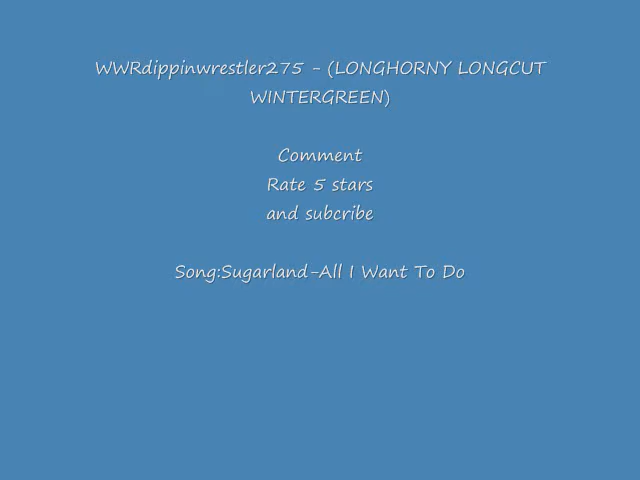 WWRdippinwrestler275 - (LONGHORNY LONGCUT
WINTERGREEN)
Comment
Rate 5 stars
and subcribe
Song:Sugarland-All I Want To Do